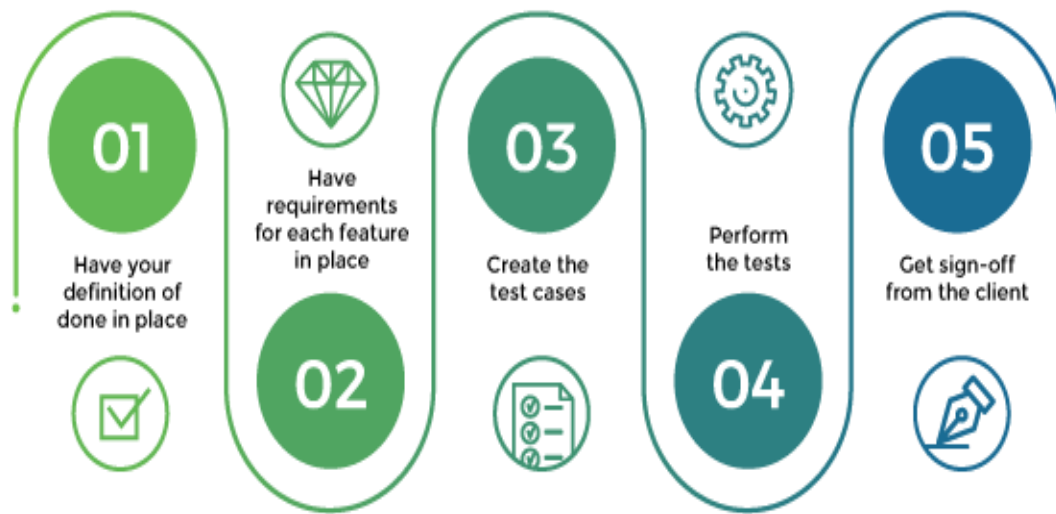 01
Have your
definition of
done in place
Have
requirements
for each feature
in place
02
03
Create the
test cases
Perform
the tests
04
05
Get sign-off
from the client